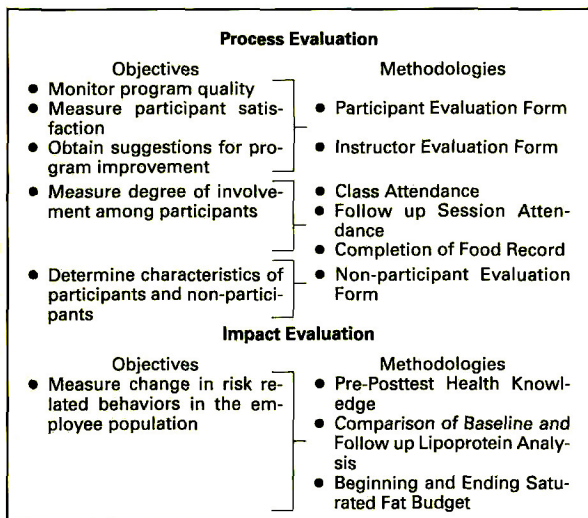 Process Evaluation
Objectives
● Monitor program quality
● Measure participant satis-
faction
● Obtain suggestions for pro-
gram improvement
● Measure degree of involve-
ment among participants
● Determine characteristics of
participants and non-partici-
pants
Methodologies
● Participant Evaluation Form
● Instructor Evaluation Form
● Class Attendance
● Follow up Session Atten-
dance
● Completion of Food Record
● Non-participant Evaluation
Form
Impact Evaluation
Objectives
● Measure change in risk re-
lated behaviors in the em-
ployee population
Methodologies
● Pre-Posttest Health Knowl-
edge
● Comparison of Baseline and
Follow up Lipoprotein Analy-
sis
● Beginning and Ending Satu-
rated Fat Budget